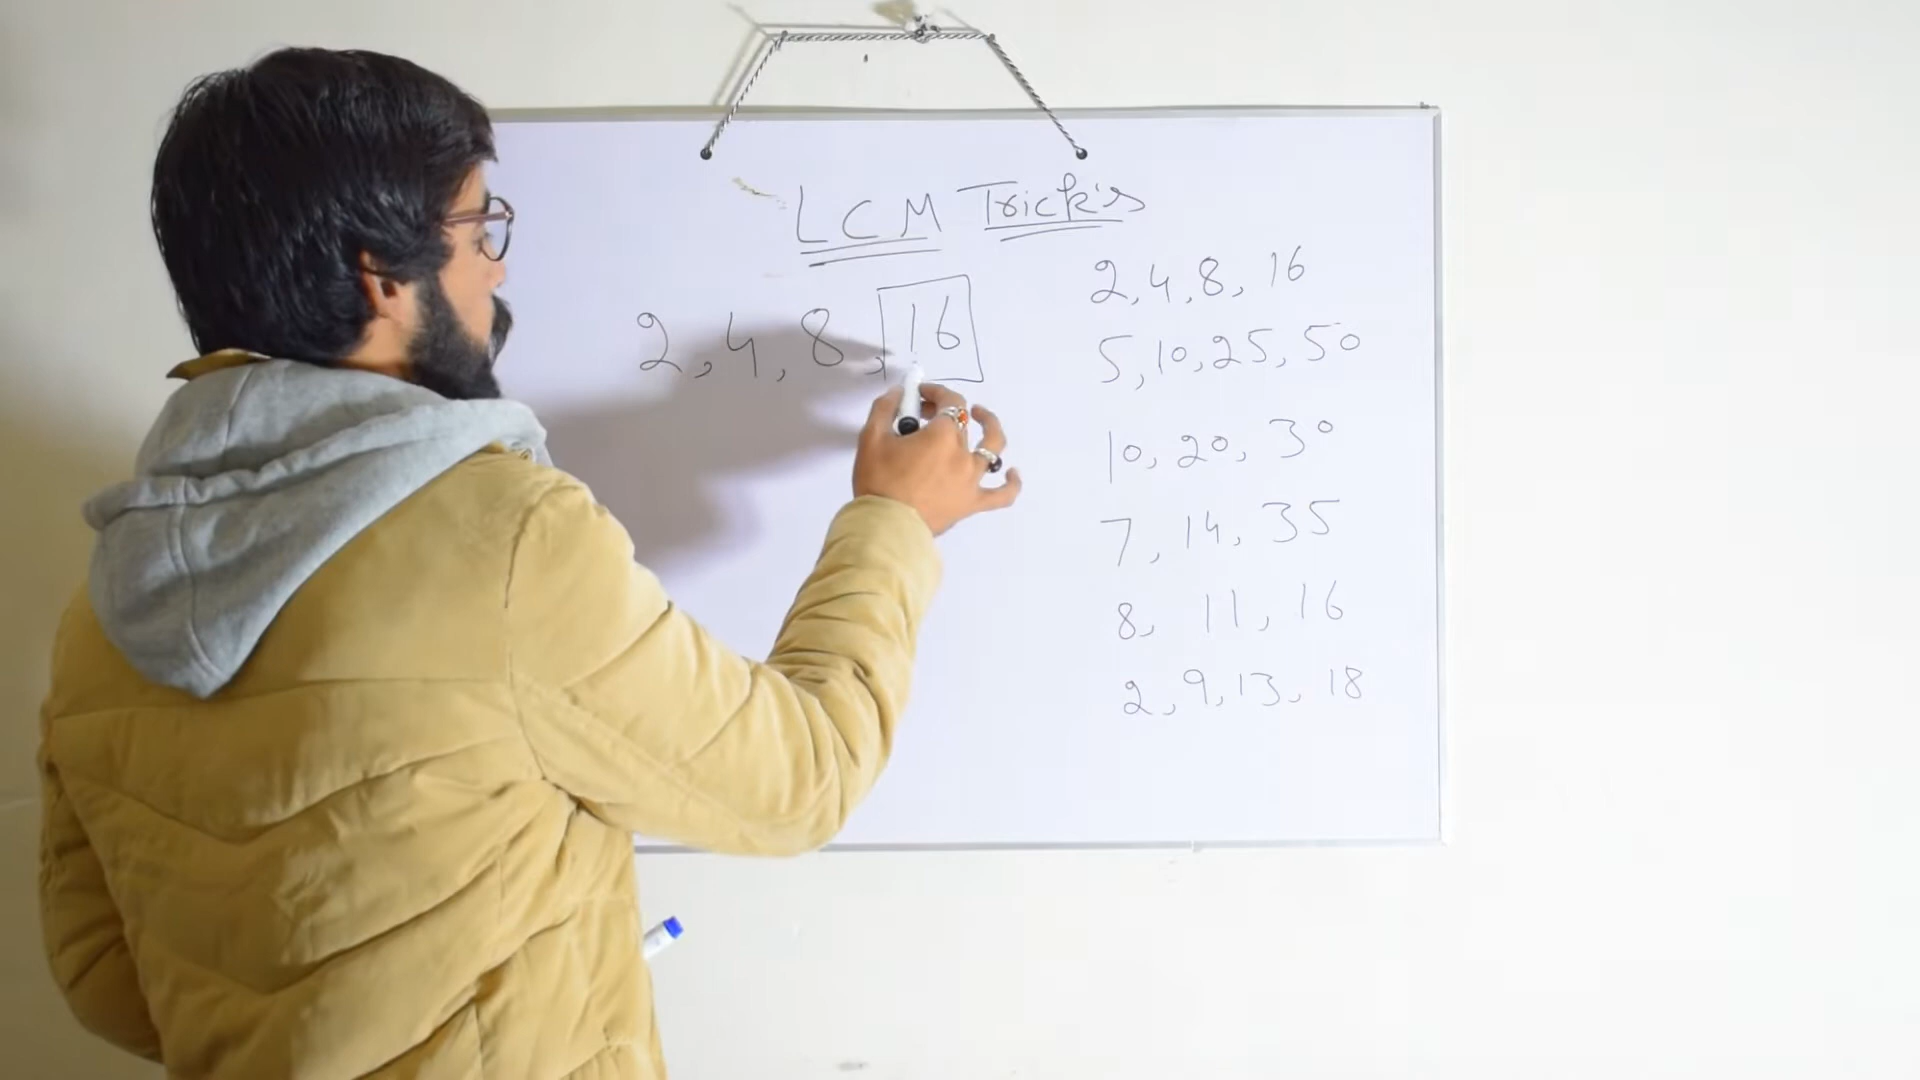 LCM Trick's
2, 4, 8, 16
2, 4, 8, 16
5, 10, 25, 50
10, 20, 30
7, 14, 35
8, 11, 16
2, 9, 13, 18